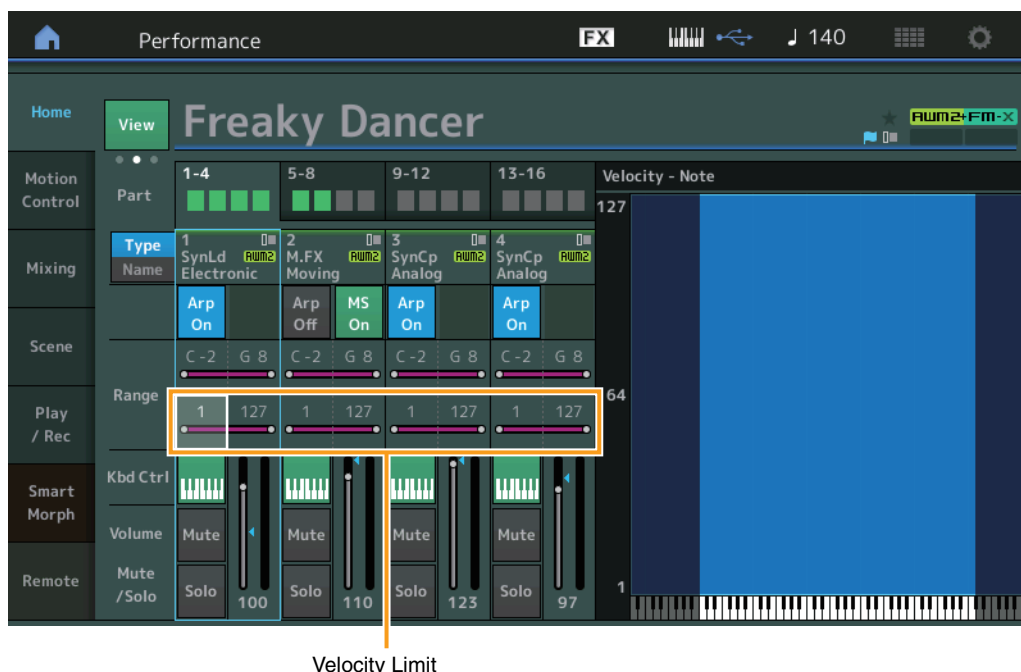 Performance FX 140
Home
View
Freaky Dancer
AWM2+FM-X
Motion
Control
Part
1-4 5-8 9-12 13-16
Velocity - Note
127
Mixing
Type
Name
1 2 3 4
SynLd AWM2 M.FX AWM2 SynCp AWM2 SynCp AWM2
Electronic Moving Analog Analog
Arp
On
Arp
Off
MS
On
Arp
On
Arp
On
Scene
C -2 G 8 C -2 G 8 C -2 G 8 C -2 G 8
Range
64
Play
/ Rec
1 127 1 127 1 127 1 127
Kbd Ctrl
Smart
Morph
Volume
Mute Mute Mute Mute
Remote
Mute
/Solo
Solo 100 Solo 110 Solo 123 Solo 97
1
Velocity Limit